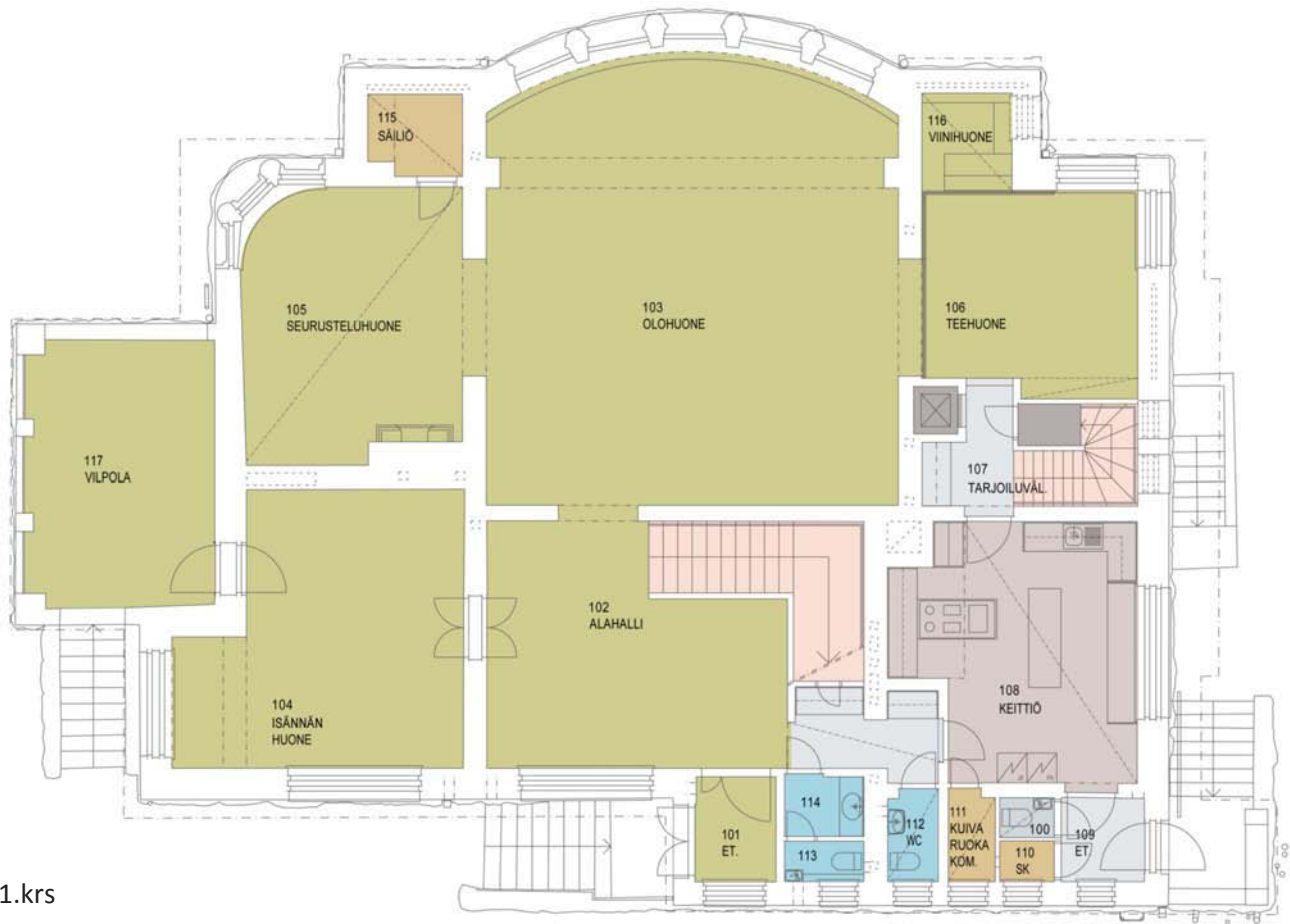 115
SÄILIÖ
116
VIINIHUONE
105
SEURUSTELUHUONE
103
OLOHUONE
106
TEEHUONE
117
VILPOLA
107
TARJOILUVÄL.
102
ALAHALLI
104
ISÄNNÄN
HUONE
108
KEITTIÖ
101
ET.
114
113
112
WC
111
KUIVA
RUOKA
KOM.
100
110
SK
109
ET.
1.krs